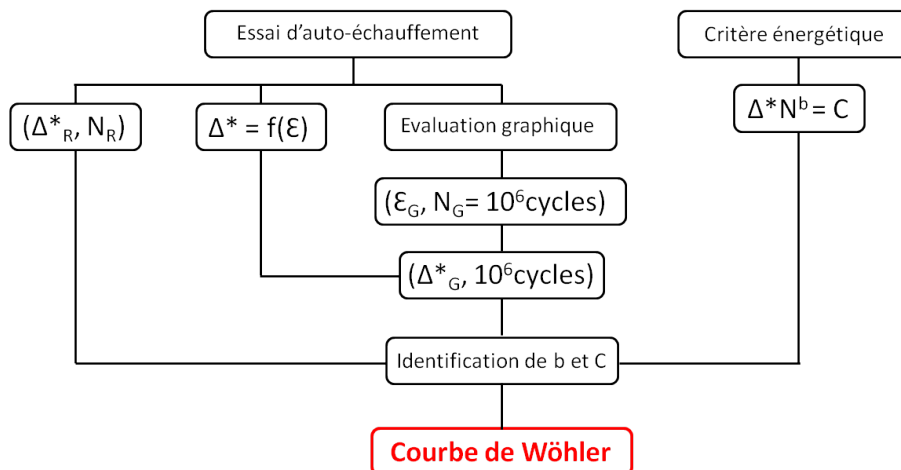 Essai d'auto-échauffement
Critère énergétique
(Δ*R, NR)
Δ* = f(Ɛ)
Evaluation graphique
Δ*Nᵇ= C
(ƐG, NG= 10⁶cycles)
(Δ*G, 10⁶cycles)
Identification de b et C
Courbe de Wöhler